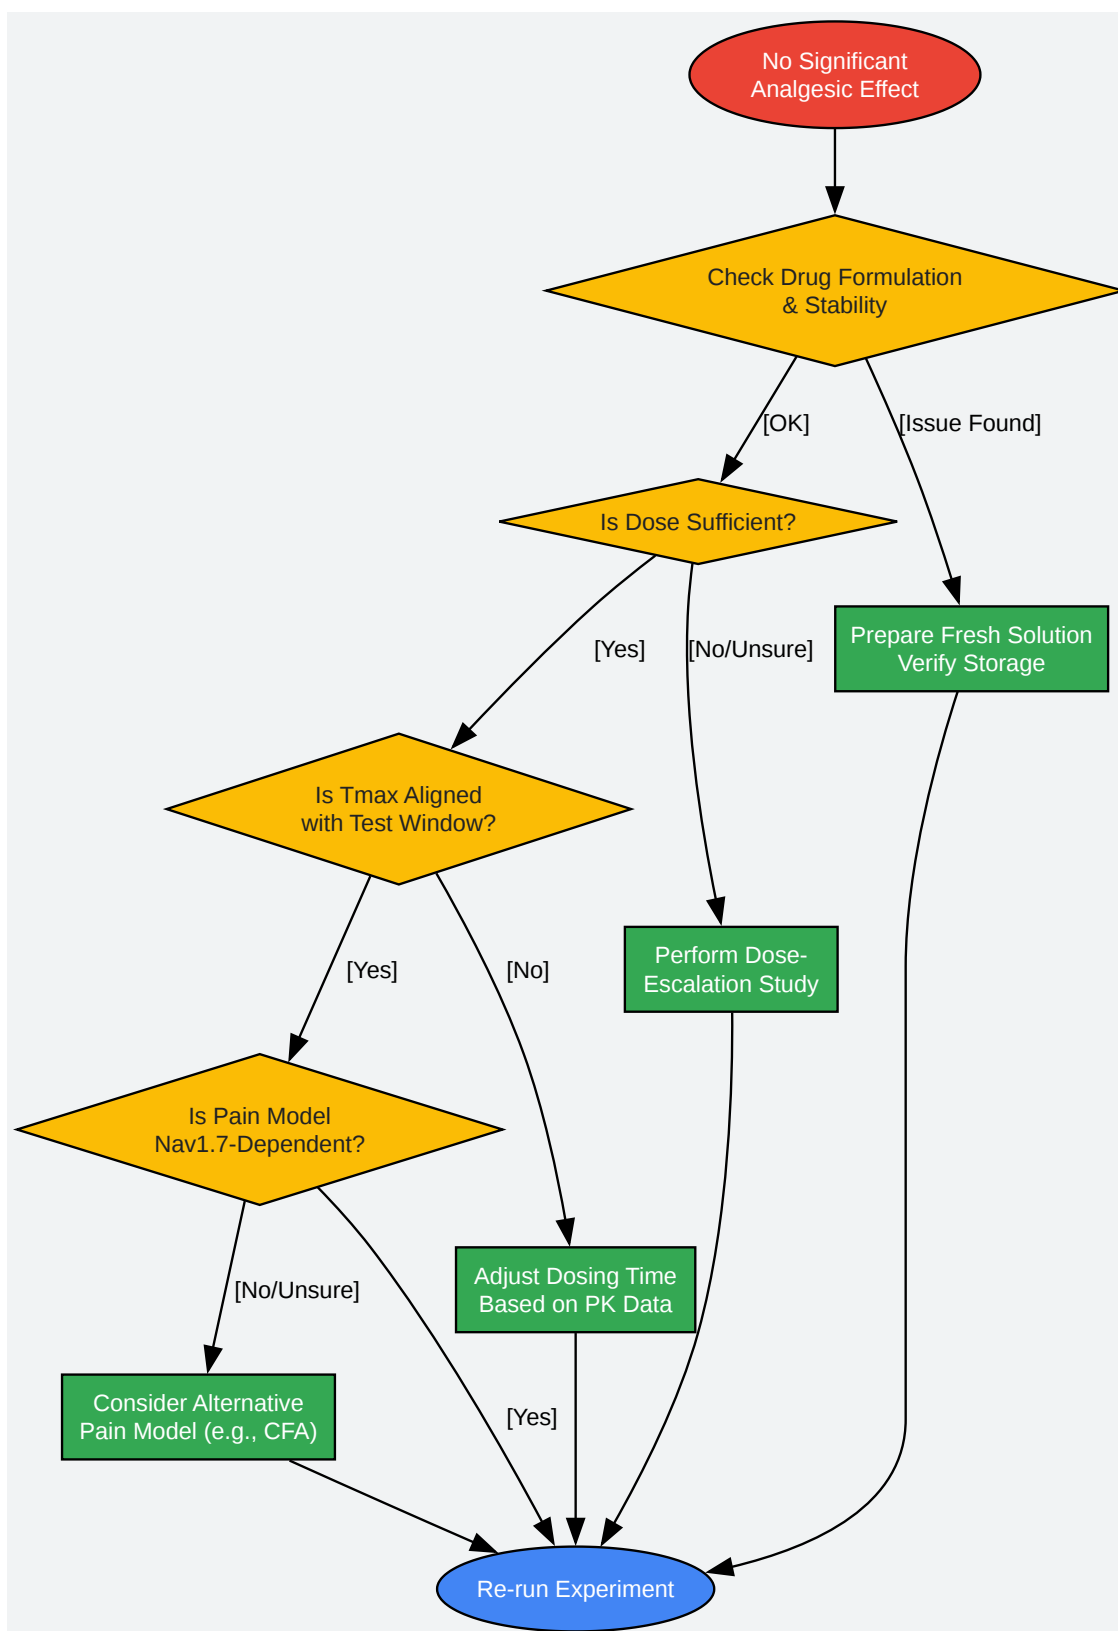 No Significant
Analgesic Effect
Check Drug Formulation
& Stability
[OK]
[Issue Found]
Is Dose Sufficient?
[Yes]
[No/Unsure]
Prepare Fresh Solution
Verify Storage
Is Tmax Aligned
with Test Window?
[Yes]
[No]
Perform Dose-
Escalation Study
Is Pain Model
Nav1.7-Dependent?
[No/Unsure]
Adjust Dosing Time
Based on PK Data
Consider Alternative
Pain Model (e.g., CFA)
[Yes]
Re-run Experiment